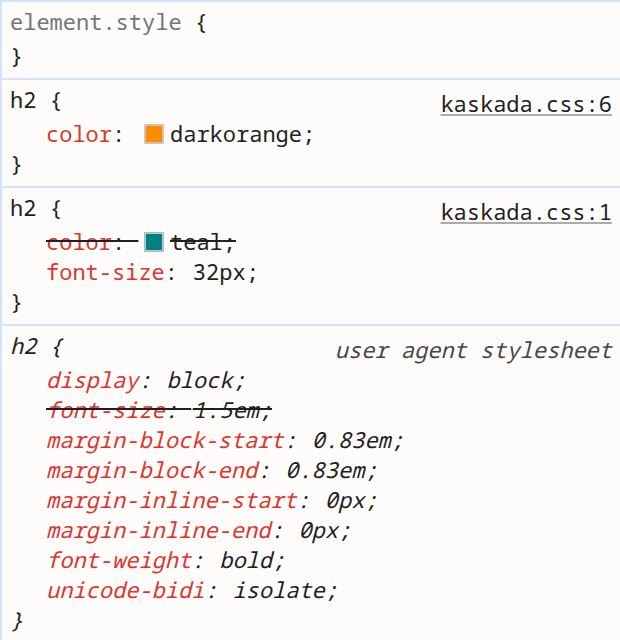 element.style {
}
h2 { kaskada.css:6
color: darkorange;
}
h2 { kaskada.css:1
color: teal;
font-size: 32px;
}
h2 { user agent stylesheet
display: block;
font-size: 1.5em;
margin-block-start: 0.83em;
margin-block-end: 0.83em;
margin-inline-start: 0px;
margin-inline-end: 0px;
font-weight: bold;
unicode-bidi: isolate;
}